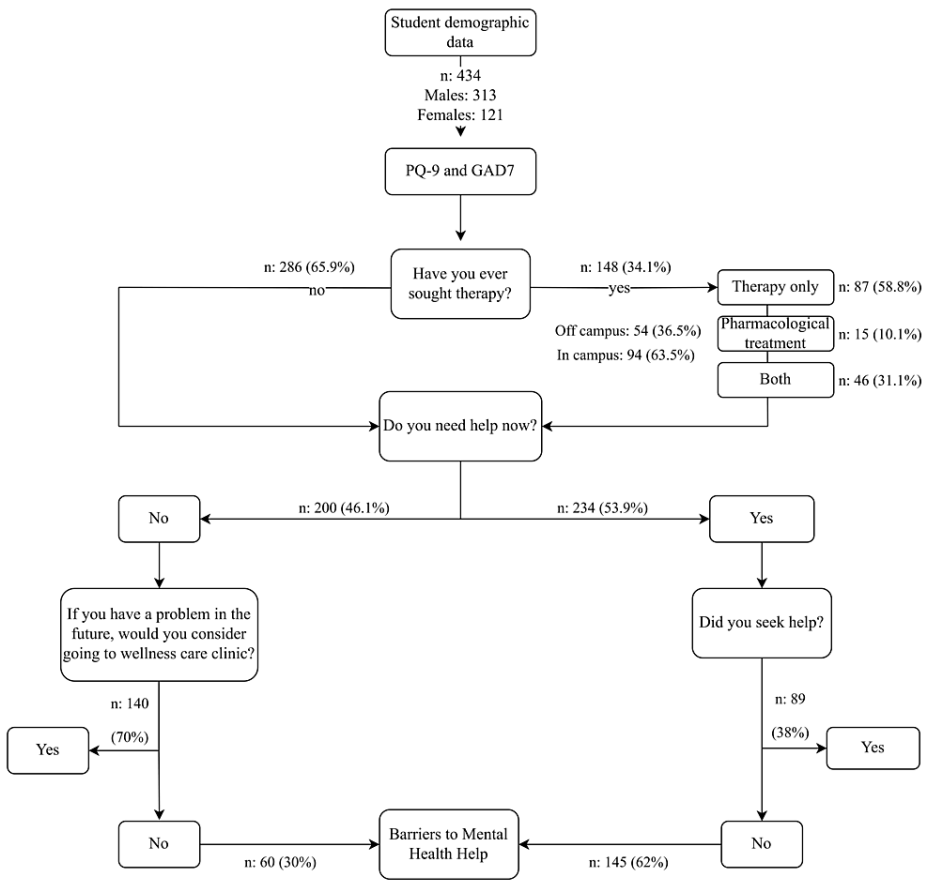 Student demographic
data
n: 434
Males: 313
Females: 121
PQ-9 and GAD7
n: 286 (65.9%)
no
Have you ever
sought therapy?
n: 148 (34.1%)
yes
Therapy only
n: 87 (58.8%)
Off campus: 54 (36.5%)
In campus: 94 (63.5%)
Pharmacological
treatment
n: 15 (10.1%)
Both
n: 46 (31.1%)
Do you need help now?
No
n: 200 (46.1%)
n: 234 (53.9%)
Yes
If you have a problem in the
future, would you consider
going to wellness care clinic?
Did you seek help?
n: 140
(70%)
Yes
n: 89
(38%)
Yes
No
n: 60 (30%)
Barriers to Mental
Health Help
n: 145 (62%)
No